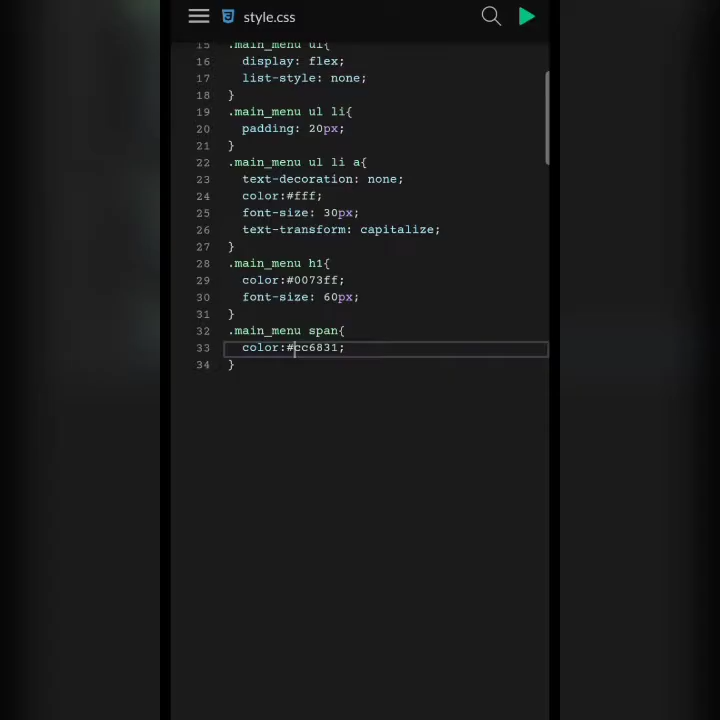 style.css
15 .main_menu ul{
16 display: flex;
17 list-style: none;
18 }
19 .main_menu ul li{
20 padding: 20px;
21 }
22 .main_menu ul li a{
23 text-decoration: none;
24 color:#fff;
25 font-size: 30px;
26 text-transform: capitalize;
27 }
28 .main_menu h1{
29 color:#0073ff;
30 font-size: 60px;
31 }
32 .main_menu span{
33 color:#cc6831;
34 }